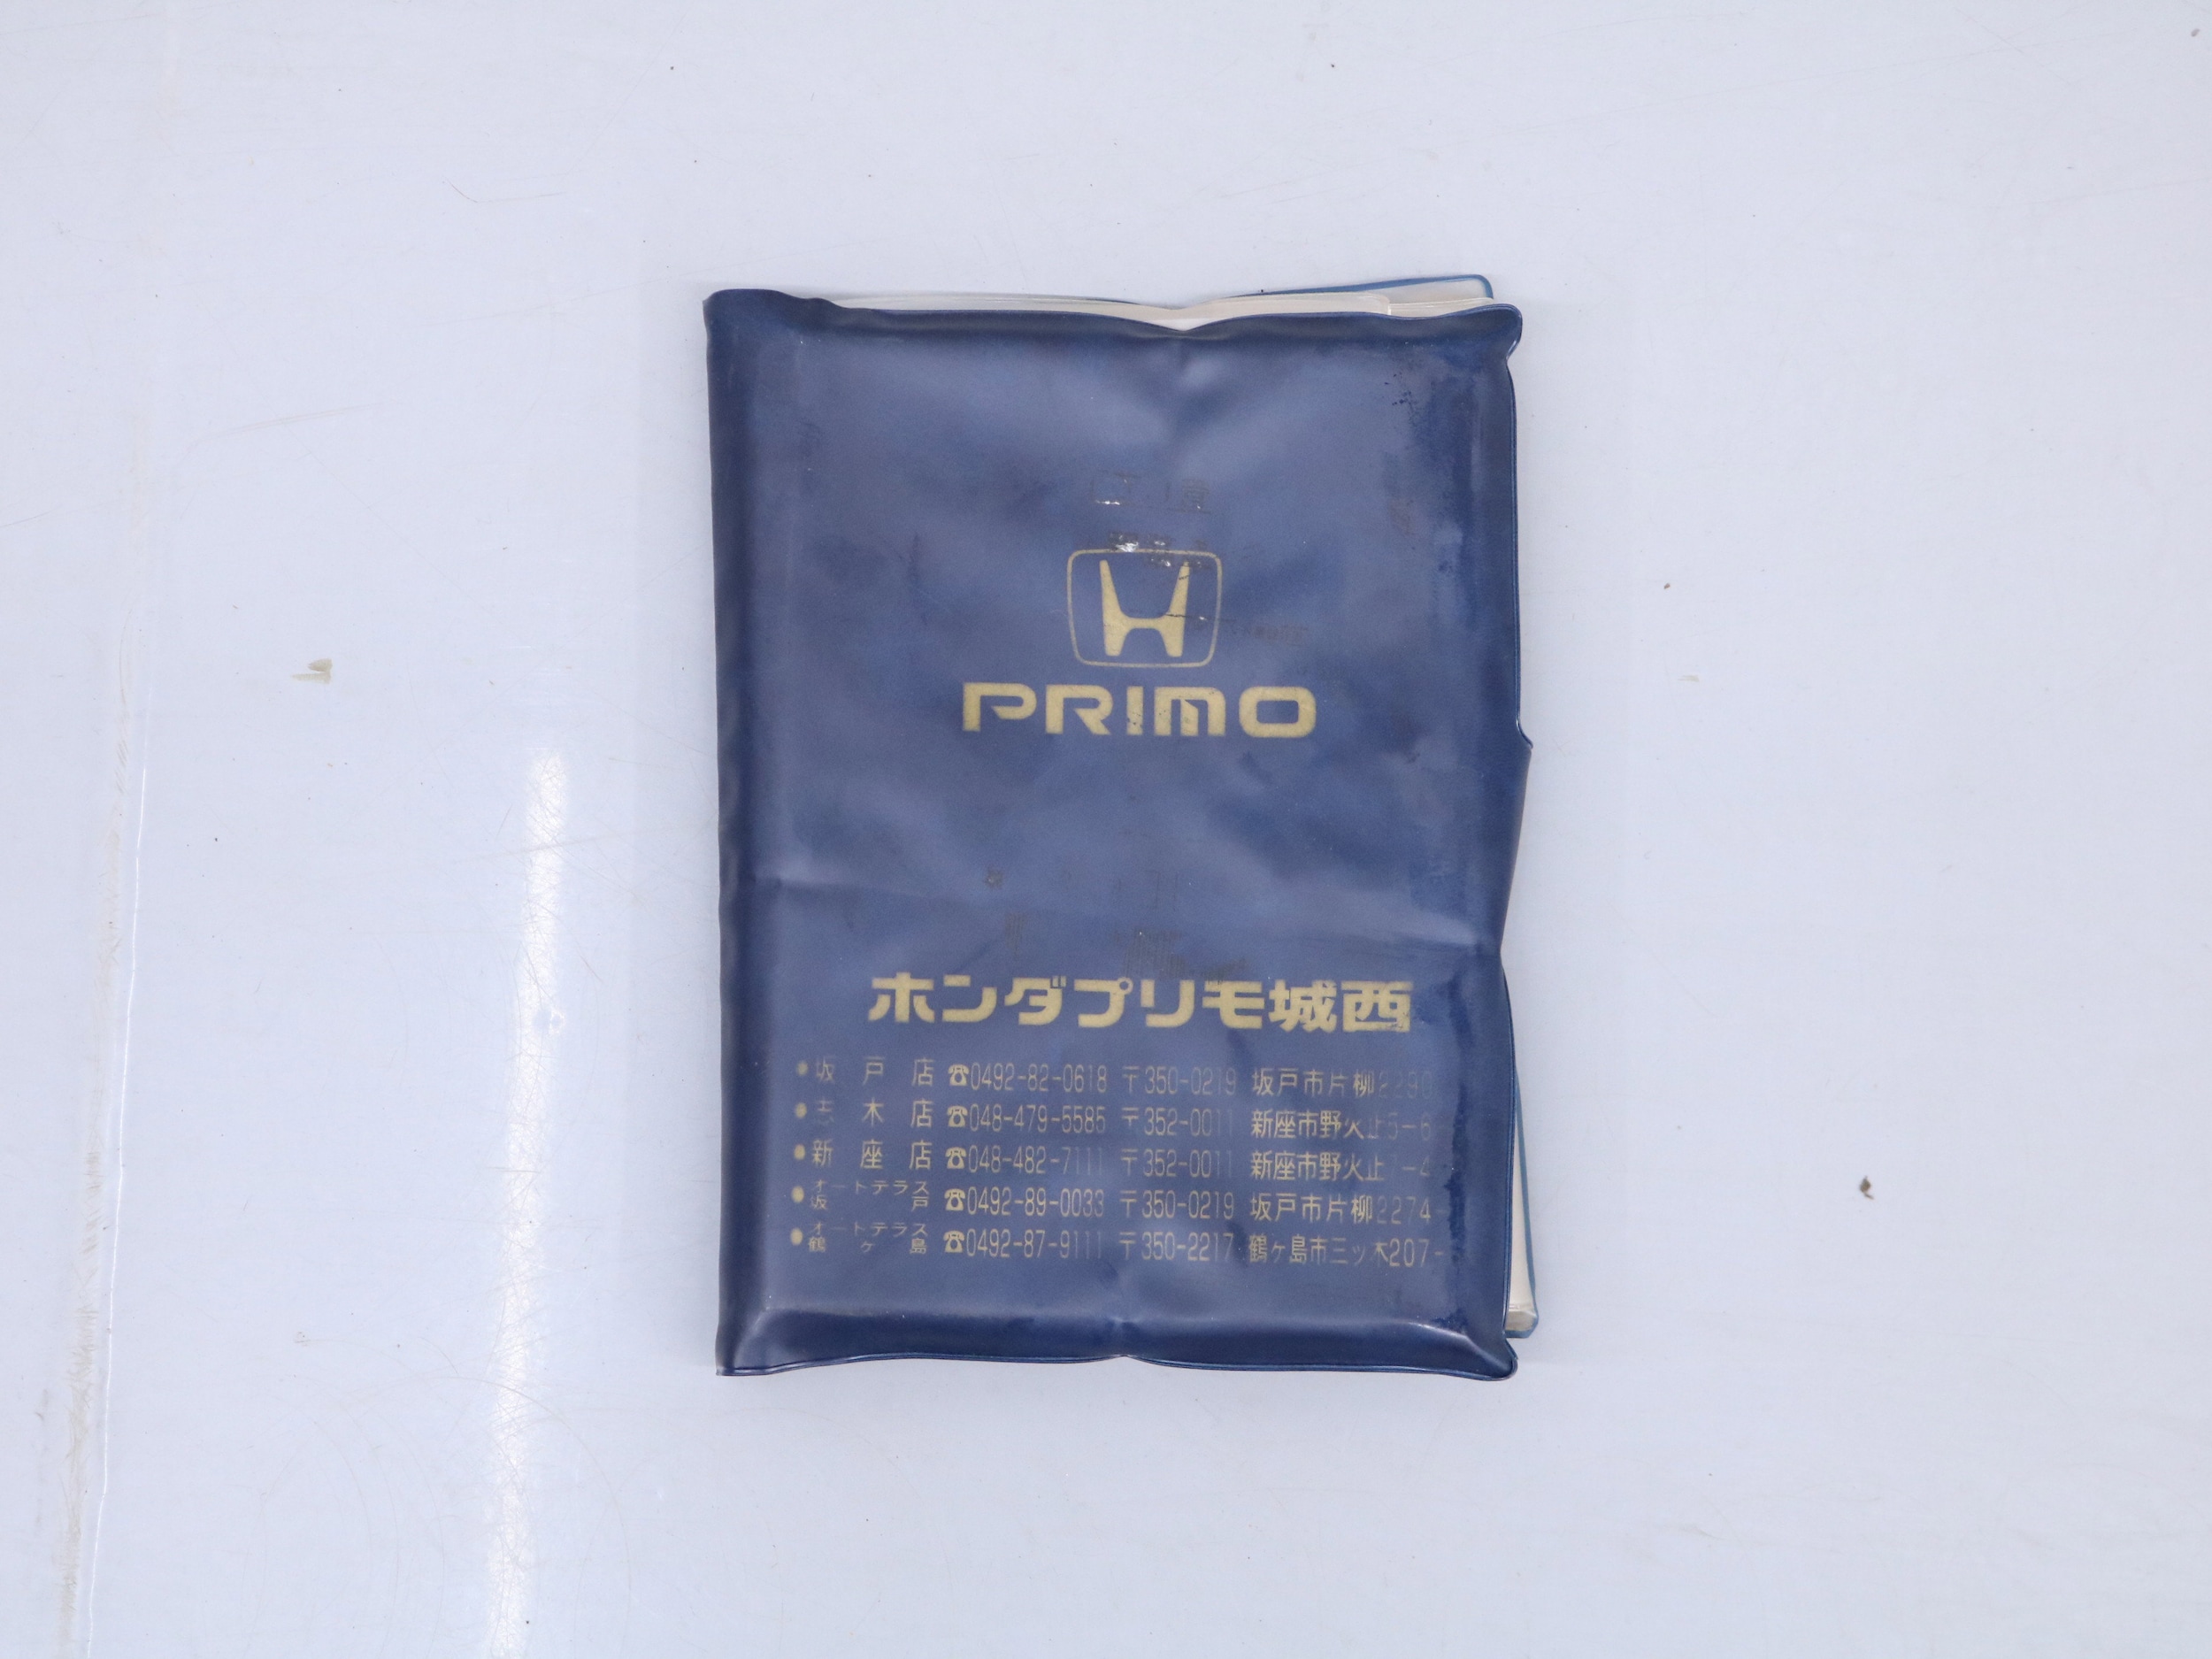 PRIMO
ホンダプリモ城西
●坂戸店 ☎0492-82-0618 〒350-0219 坂戸市片柳2290
●志木店 ☎048-479-5585 〒352-0011 新座市野火止5-6
●新座店 ☎048-482-7111 〒352-0011 新座市野火止 -4
●オートテラス坂戸 ☎0492-89-0033 〒350-0219 坂戸市片柳2274-
●オートテラス鶴ヶ島 ☎0492-87-9111 〒350-2217 鶴ヶ島市三ッ木207-